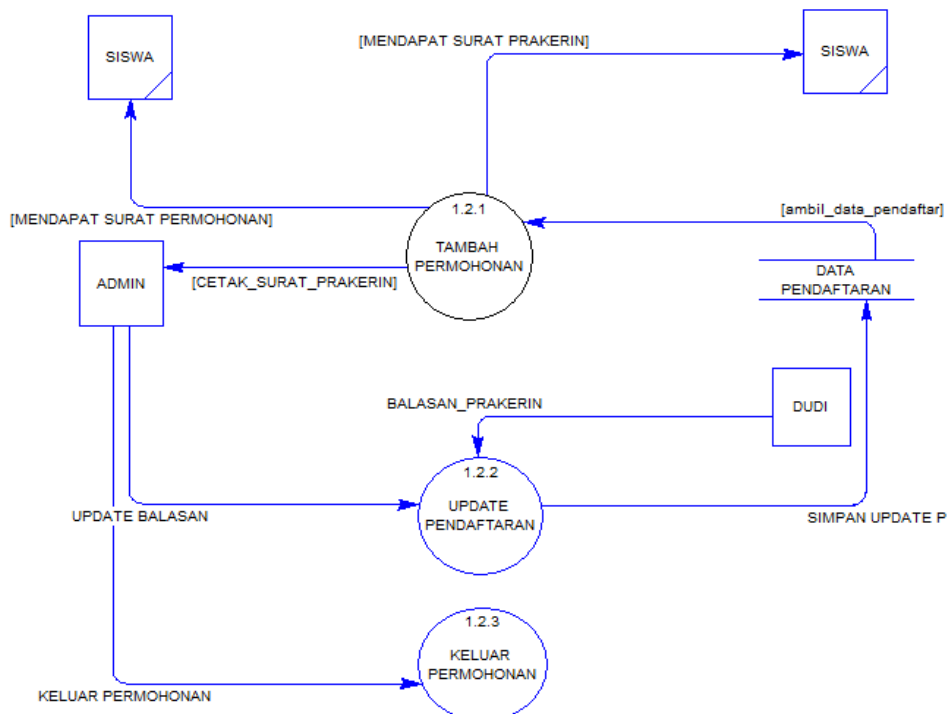 SISWA
[MENDAPAT SURAT PRAKERIN]
SISWA
[MENDAPAT SURAT PERMOHONAN]
1.2.1
TAMBAH
PERMOHONAN
[ambil_data_pendaftar]
ADMIN
[CETAK_SURAT_PRAKERIN]
DATA
PENDAFTARAN
BALASAN_PRAKERIN
DUDI
1.2.2
UPDATE
PENDAFTARAN
UPDATE BALASAN
SIMPAN UPDATE P
1.2.3
KELUAR
PERMOHONAN
KELUAR PERMOHONAN